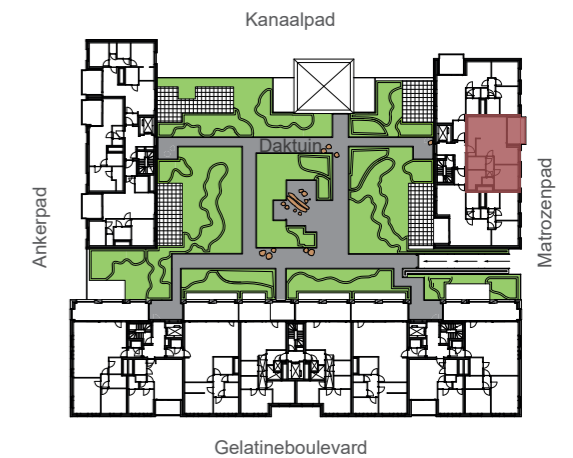 Kanaalpad
Daktuin
Ankerpad
Matrozenpad
Gelatineboulevard